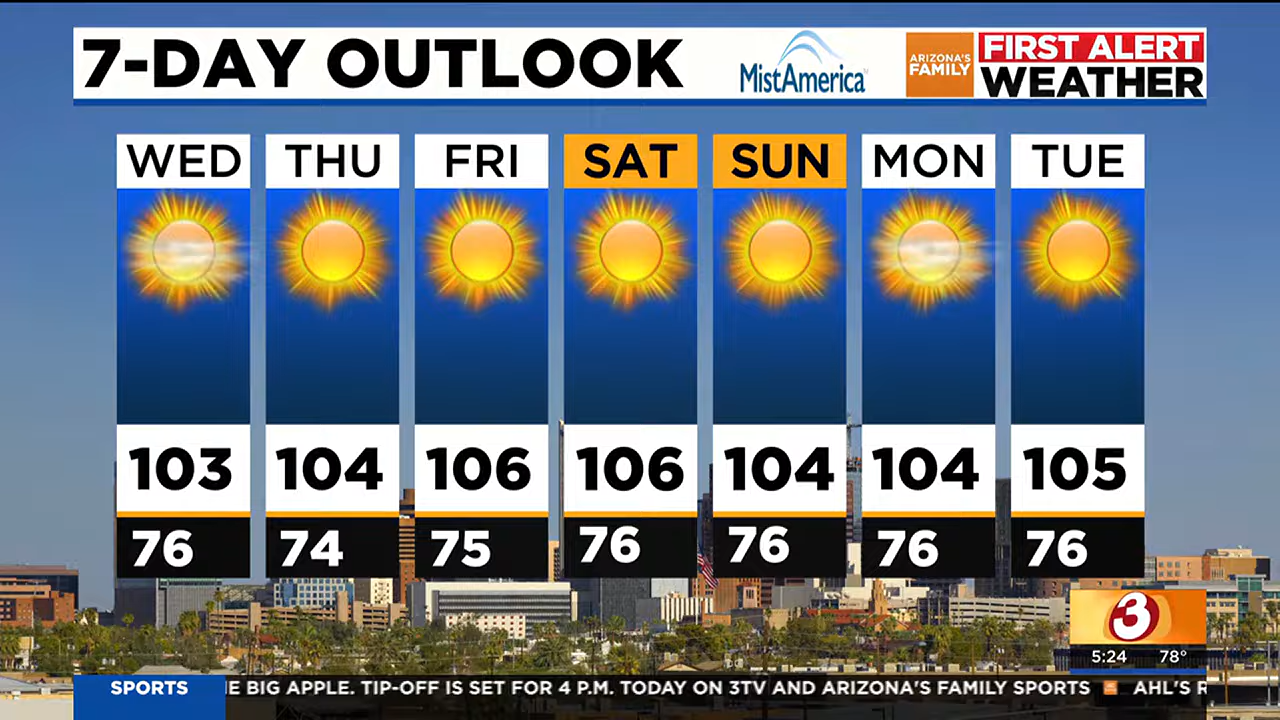 7-DAY OUTLOOK
MistAmerica
ARIZONA'S
FAMILY
FIRST ALERT
WEATHER
WED THU FRI SAT SUN MON TUE
103 104 106 106 104 104 105
76 74 75 76 76 76 76
3
5:24 78°
SPORTS E BIG APPLE. TIP-OFF IS SET FOR 4 P.M. TODAY ON 3TV AND ARIZONA'S FAMILY SPORTS AHL'S R